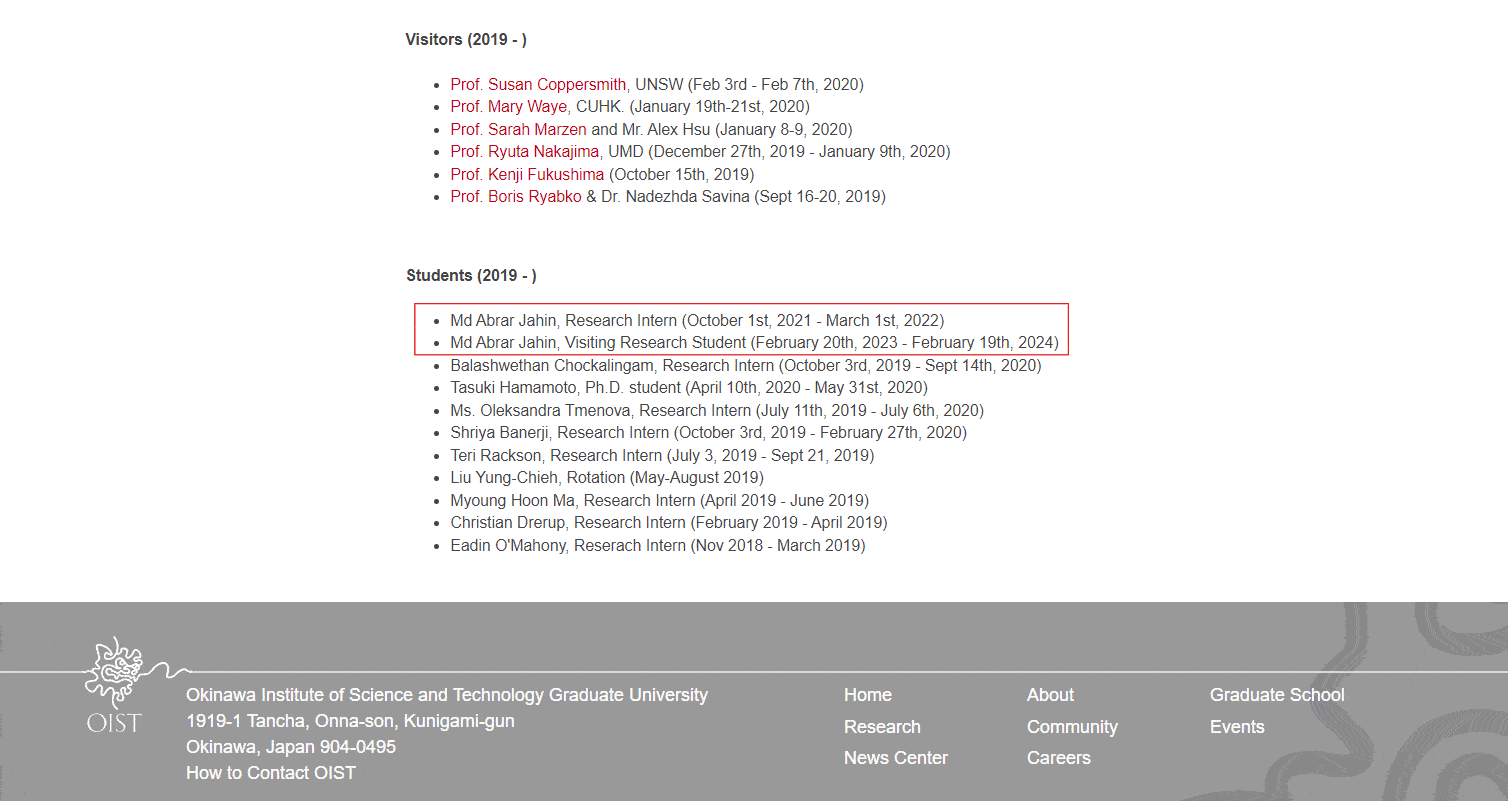 Visitors (2019 - )
Prof. Susan Coppersmith, UNSW (Feb 3rd - Feb 7th, 2020)
Prof. Mary Waye, CUHK. (January 19th-21st, 2020)
Prof. Sarah Marzen and Mr. Alex Hsu (January 8-9, 2020)
Prof. Ryuta Nakajima, UMD (December 27th, 2019 - January 9th, 2020)
Prof. Kenji Fukushima (October 15th, 2019)
Prof. Boris Ryabko & Dr. Nadezhda Savina (Sept 16-20, 2019)
Students (2019 - )
Md Abrar Jahin, Research Intern (October 1st, 2021 - March 1st, 2022)
Md Abrar Jahin, Visiting Research Student (February 20th, 2023 - February 19th, 2024)
Balashwethan Chockalingam, Research Intern (October 3rd, 2019 - Sept 14th, 2020)
Tasuki Hamamoto, Ph.D. student (April 10th, 2020 - May 31st, 2020)
Ms. Oleksandra Tmenova, Research Intern (July 11th, 2019 - July 6th, 2020)
Shriya Banerji, Research Intern (October 3rd, 2019 - February 27th, 2020)
Teri Rackson, Research Intern (July 3, 2019 - Sept 21, 2019)
Liu Yung-Chieh, Rotation (May-August 2019)
Myoung Hoon Ma, Research Intern (April 2019 - June 2019)
Christian Drerup, Research Intern (February 2019 - April 2019)
Eadin O'Mahony, Reserach Intern (Nov 2018 - March 2019)
OIST
Okinawa Institute of Science and Technology Graduate University
1919-1 Tancha, Onna-son, Kunigami-gun
Okinawa, Japan 904-0495
How to Contact OIST
Home
Research
News Center
About
Community
Careers
Graduate School
Events